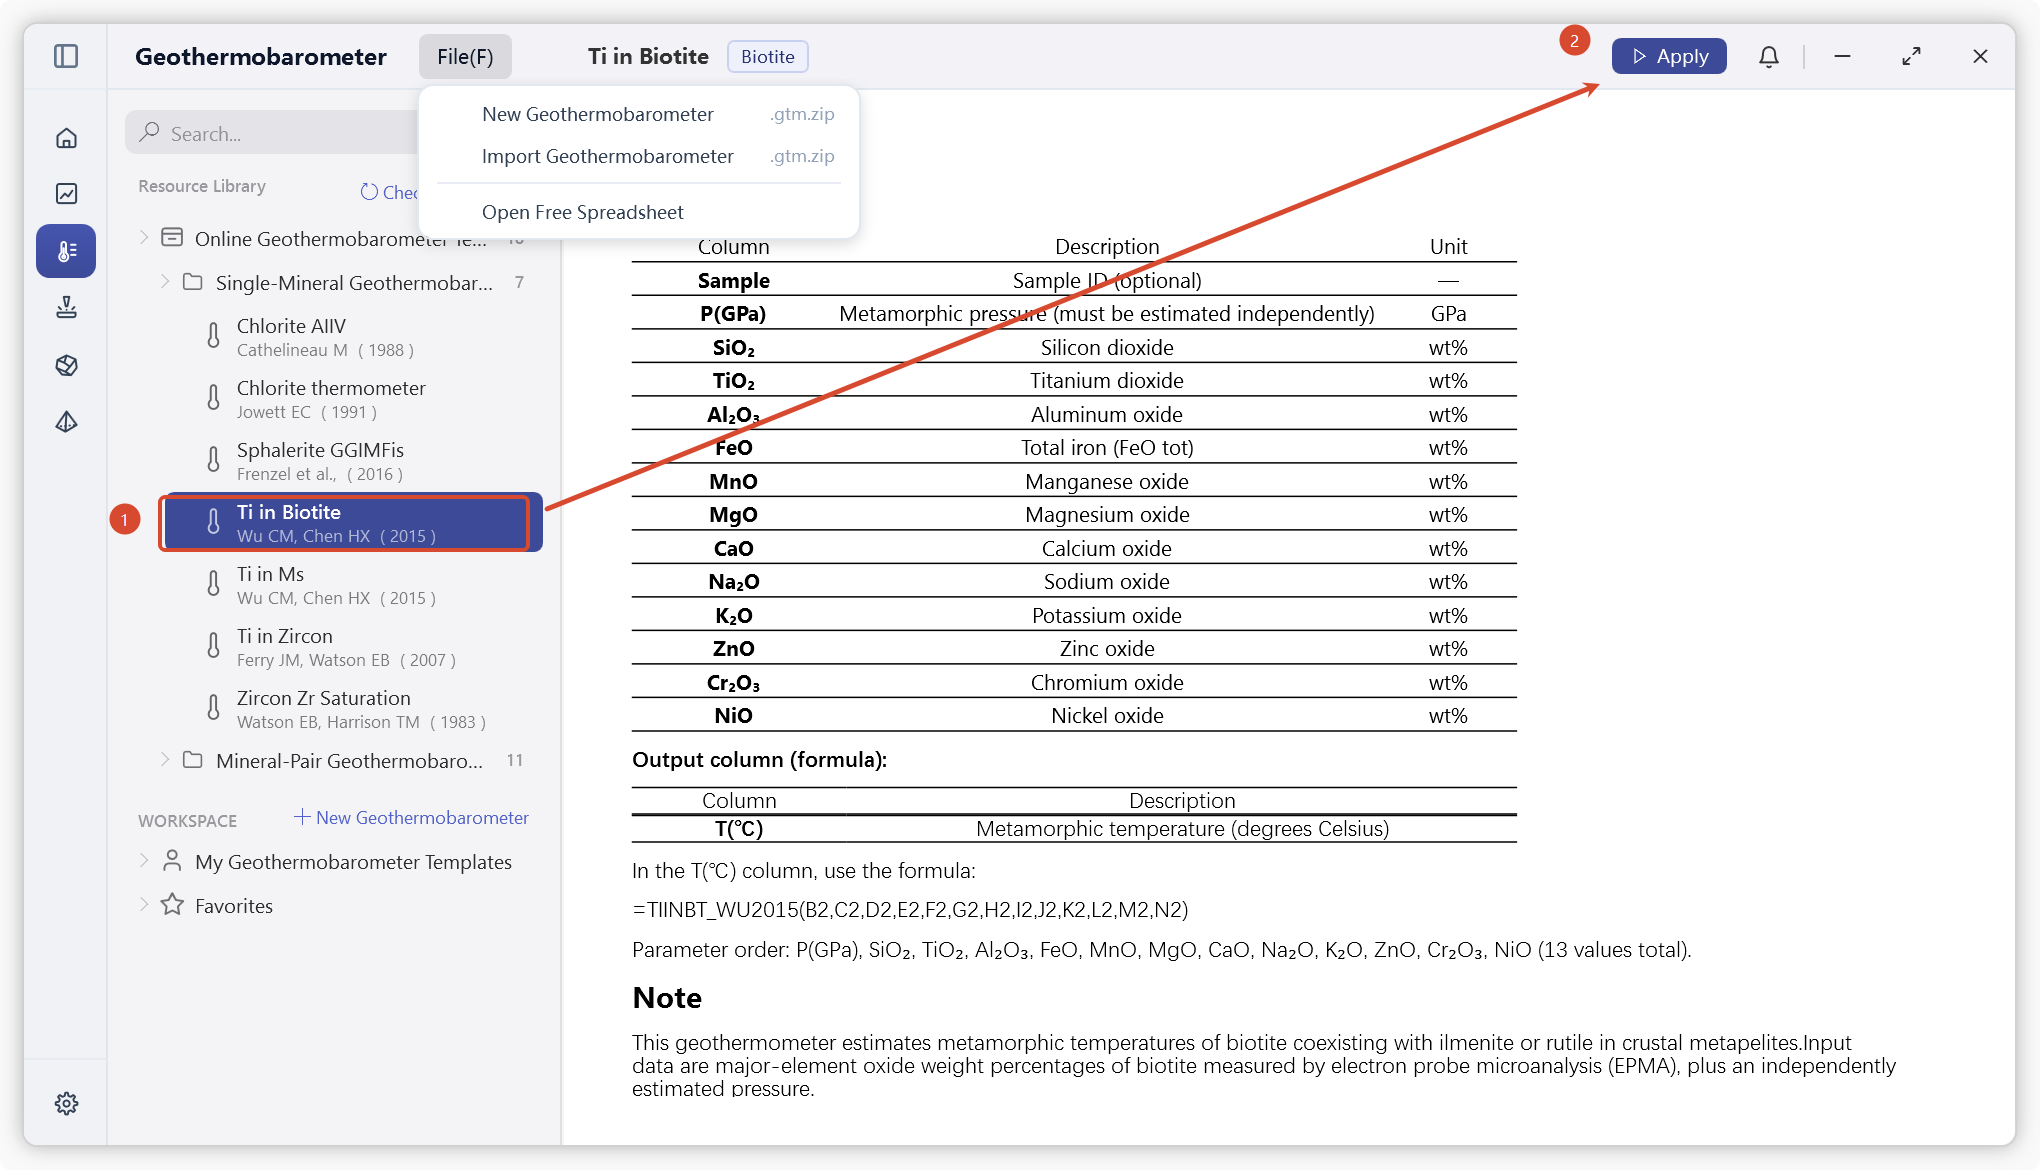 Geothermobarometer
File(F)
Ti in Biotite
Biotite
2
Apply
New Geothermobarometer .gtm.zip
Import Geothermobarometer .gtm.zip
Open Free Spreadsheet
Search...
Resource Library
Online Geothermobarometer
Single-Mineral Geothermobar... 7
Chlorite AlIV
Cathelineau M ( 1988 )
Chlorite thermometer
Jowett EC ( 1991 )
Sphalerite GGIMFis
Frenzel et al., ( 2016 )
1
Ti in Biotite
Wu CM, Chen HX ( 2015 )
Ti in Ms
Wu CM, Chen HX ( 2015 )
Ti in Zircon
Ferry JM, Watson EB ( 2007 )
Zircon Zr Saturation
Watson EB, Harrison TM ( 1983 )
Mineral-Pair Geothermobaro... 11
WORKSPACE
New Geothermobarometer
My Geothermobarometer Templates
Favorites
Column Description Unit
Sample Sample ID (optional) —
P(GPa) Metamorphic pressure (must be estimated independently) GPa
SiO₂ Silicon dioxide wt%
TiO₂ Titanium dioxide wt%
Al₂O₃ Aluminum oxide wt%
FeO Total iron (FeO tot) wt%
MnO Manganese oxide wt%
MgO Magnesium oxide wt%
CaO Calcium oxide wt%
Na₂O Sodium oxide wt%
K₂O Potassium oxide wt%
ZnO Zinc oxide wt%
Cr₂O₃ Chromium oxide wt%
NiO Nickel oxide wt%
Output column (formula):
Column Description
T(℃) Metamorphic temperature (degrees Celsius)
In the T(℃) column, use the formula:
=TIINBT_WU2015(B2,C2,D2,E2,F2,G2,H2,I2,J2,K2,L2,M2,N2)
Parameter order: P(GPa), SiO₂, TiO₂, Al₂O₃, FeO, MnO, MgO, CaO, Na₂O, K₂O, ZnO, Cr₂O₃, NiO (13 values total).
Note
This geothermometer estimates metamorphic temperatures of biotite coexisting with ilmenite or rutile in crustal metapelites.Input
data are major-element oxide weight percentages of biotite measured by electron probe microanalysis (EPMA), plus an independently
estimated pressure.